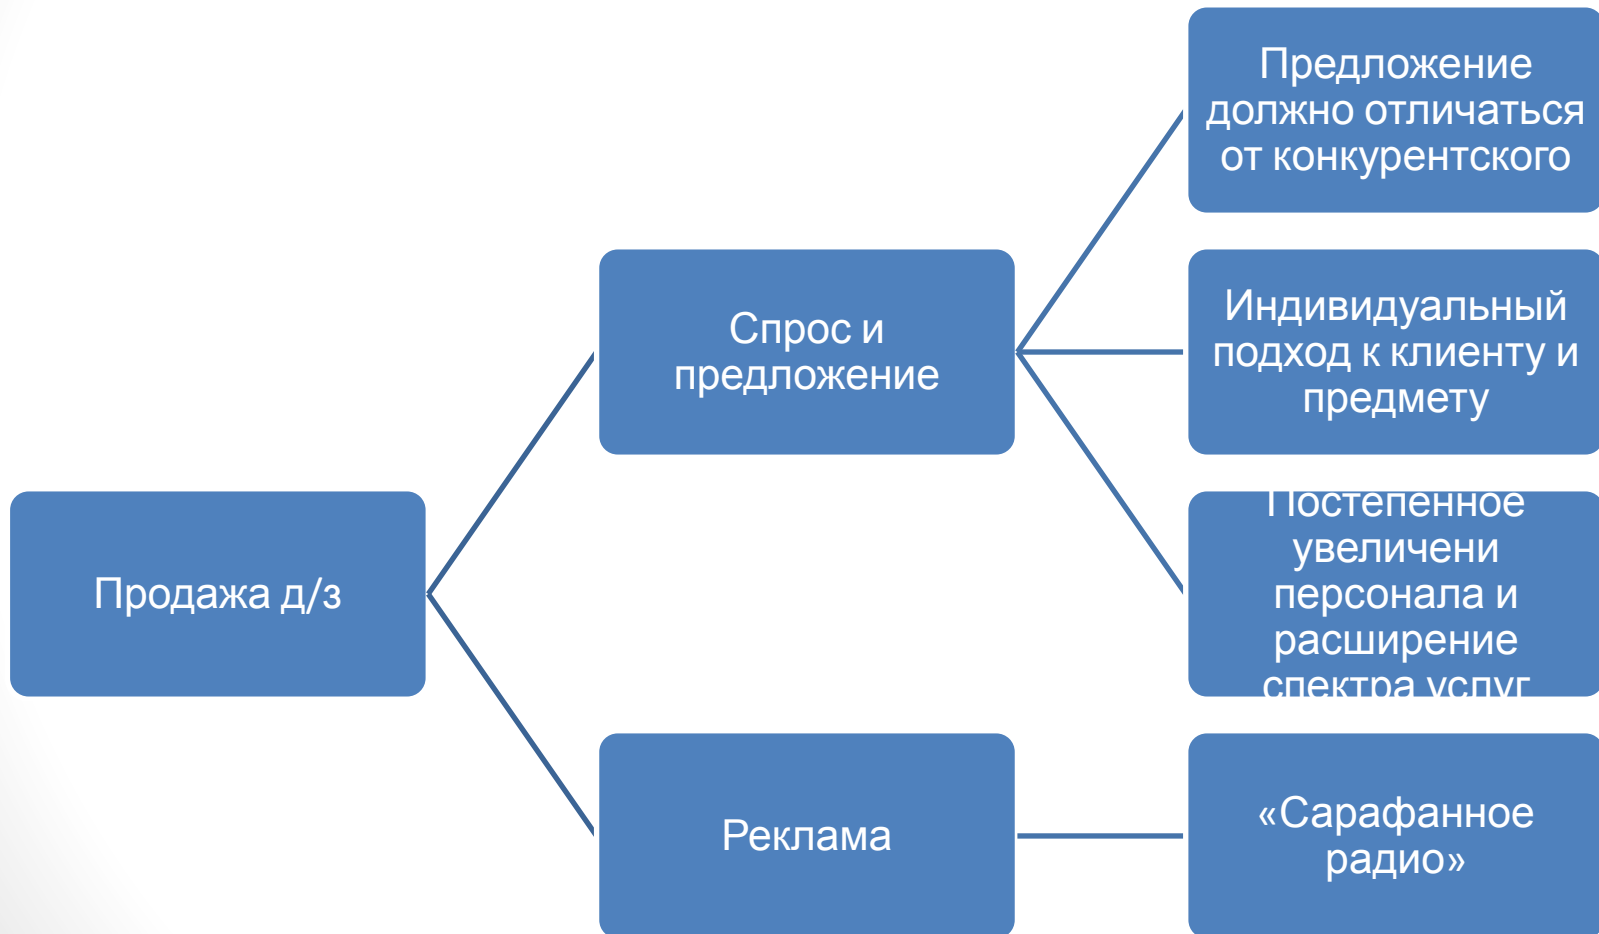 Предложение
должно отличаться
от конкурентского
Индивидуальный
подход к клиенту и
предмету
Постепенное
увеличени
персонала и
расширение
спектра услуг
«Сарафанное
радио»
Спрос и
предложение
Реклама
Продажа д/з